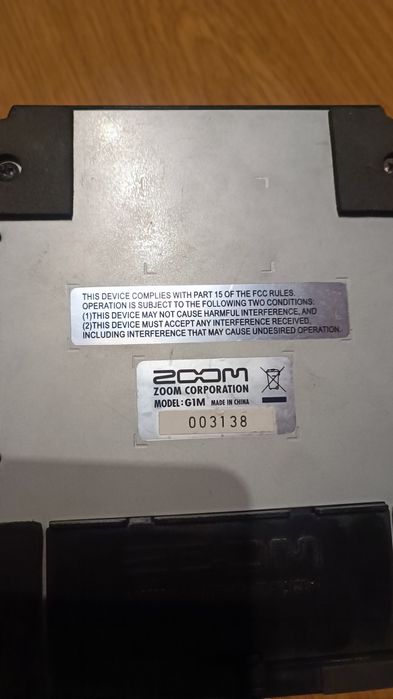 THIS DEVICE COMPLIES WITH PART 15 OF THE FCC RULES.
OPERATION IS SUBJECT TO THE FOLLOWING TWO CONDITIONS:
(1)THIS DEVICE MAY NOT CAUSE HARMFUL INTERFERENCE, AND
(2)THIS DEVICE MUST ACCEPT ANY INTERFERENCE RECEIVED,
INCLUDING INTERFERENCE THAT MAY CAUSE UNDESIRED OPERATION.
ZOOM
ZOOM CORPORATION
MODEL: G1M MADE IN CHINA
003138
ZOOM